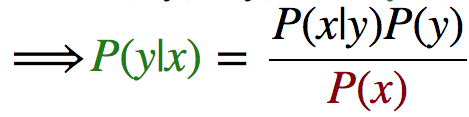 ⟹ P(y|x) = P(x|y)P(y) / P(x)